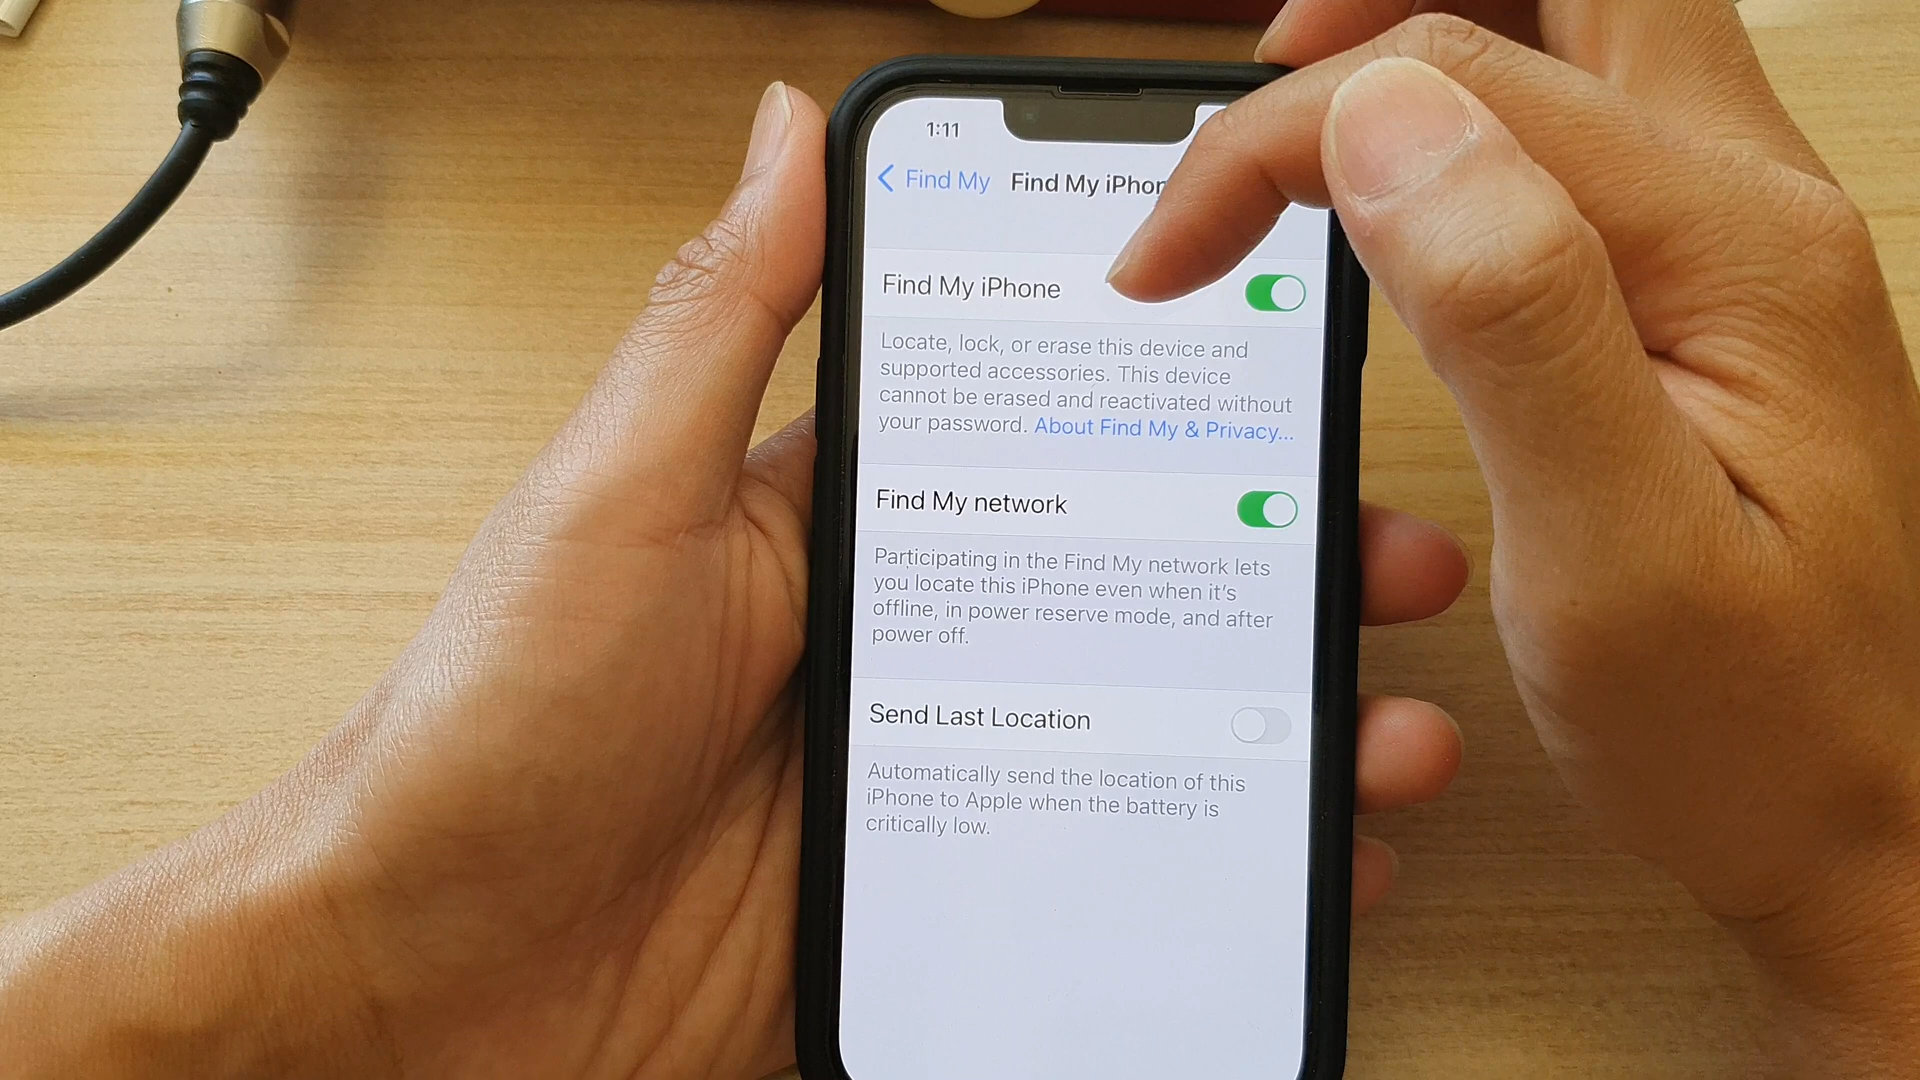 1:11
Find My
Find My iPhon
Find My iPhone
Locate, lock, or erase this device and
supported accessories. This device
cannot be erased and reactivated without
your password. About Find My & Privacy...
Find My network
Participating in the Find My network lets
you locate this iPhone even when it's
offline, in power reserve mode, and after
power off.
Send Last Location
Automatically send the location of this
iPhone to Apple when the battery is
critically low.